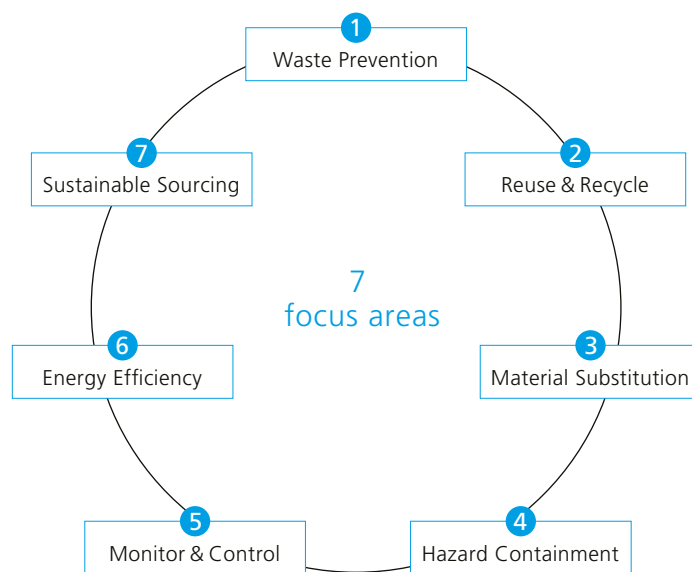 1
Waste Prevention
2
Reuse & Recycle
3
Material Substitution
4
Hazard Containment
5
Monitor & Control
6
Energy Efficiency
7
Sustainable Sourcing
7
focus areas